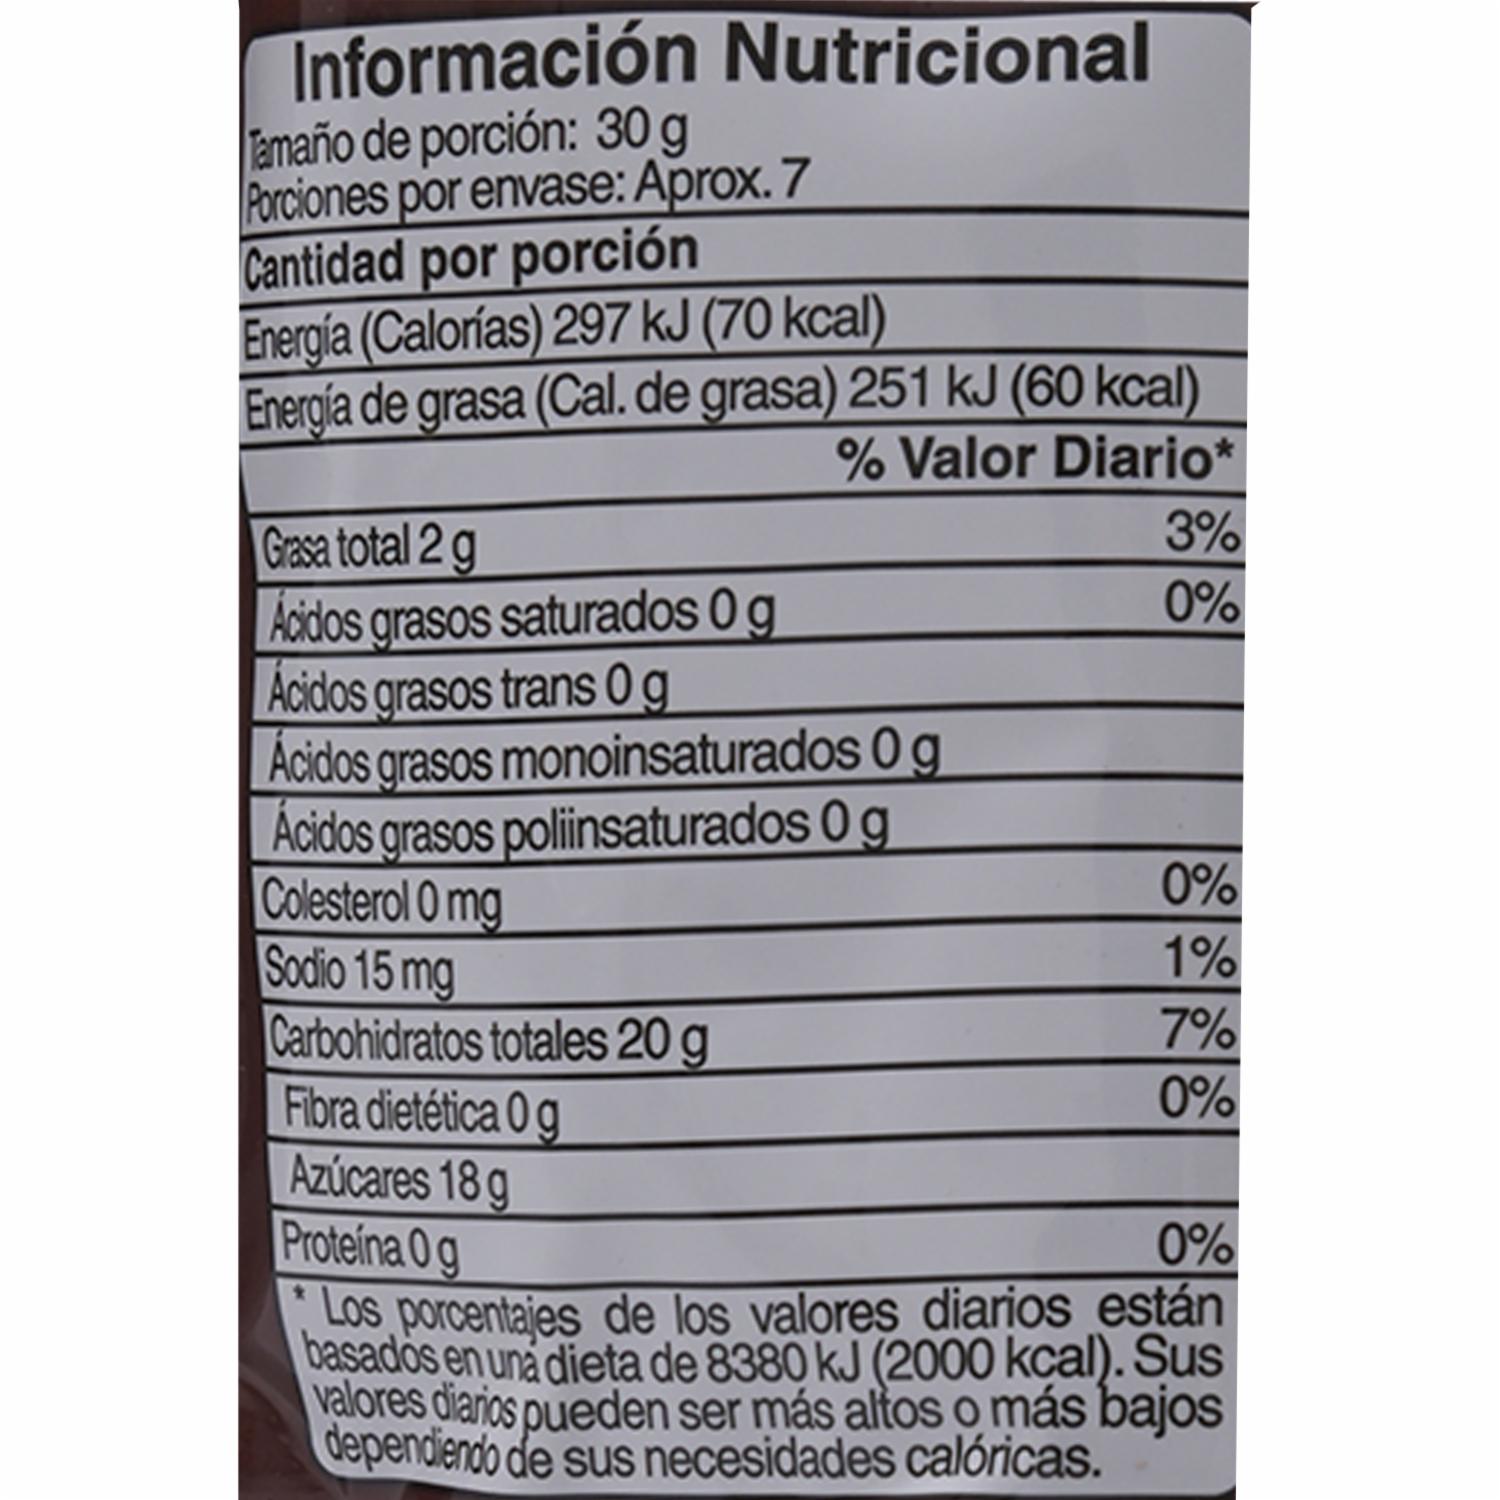 Información Nutricional
Tamaño de porción: 30 g
Porciones por envase: Aprox. 7
Cantidad por porción
Energía (Calorías) 297 kJ (70 kcal)
Energía de grasa (Cal. de grasa) 251 kJ (60 kcal)
% Valor Diario*
Grasa total 2 g 3%
Ácidos grasos saturados 0 g 0%
Ácidos grasos trans 0 g
Ácidos grasos monoinsaturados 0 g
Ácidos grasos poliinsaturados 0 g
Colesterol 0 mg 0%
Sodio 15 mg 1%
Carbohidratos totales 20 g 7%
Fibra dietética 0 g 0%
Azúcares 18 g
Proteína 0 g 0%
* Los porcentajes de los valores diarios están
basados en una dieta de 8380 kJ (2000 kcal). Sus
valores diarios pueden ser más altos o más bajos
dependiendo de sus necesidades calóricas.